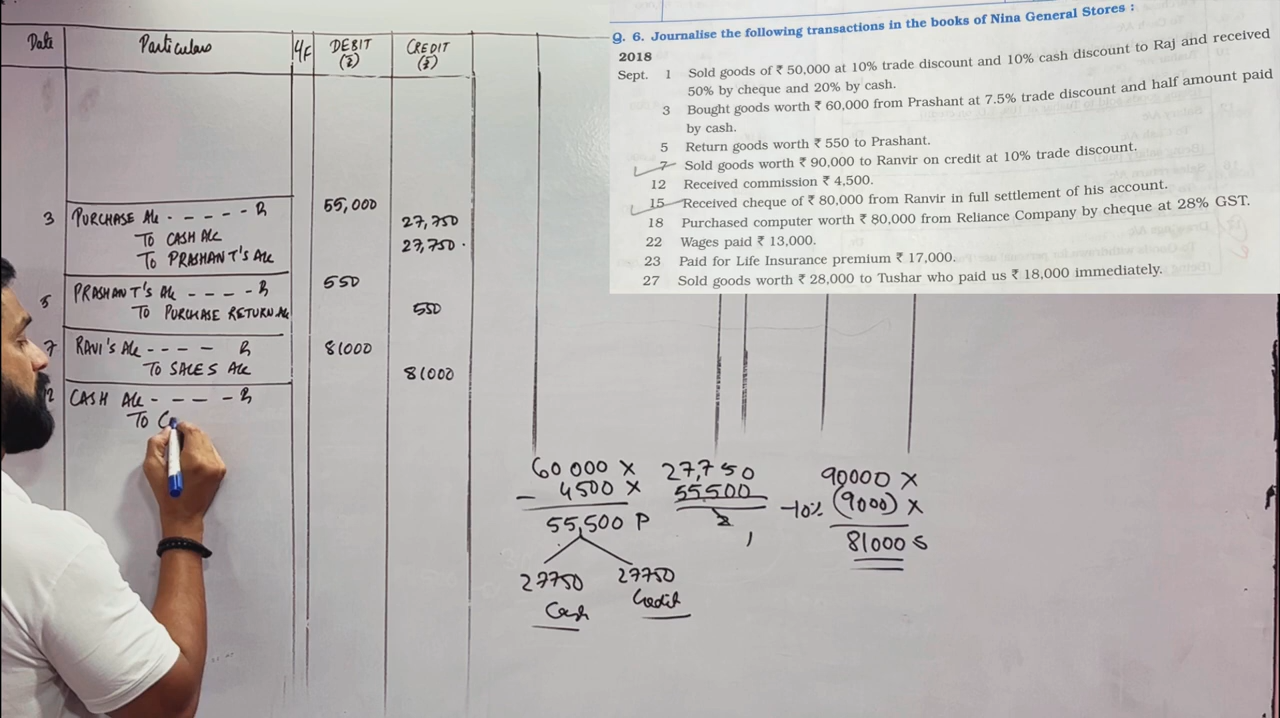 Q. 6. Journalise the following transactions in the books of Nina General Stores :
2018
Sept. 1 Sold goods of ₹ 50,000 at 10% trade discount and 10% cash discount to Raj and received
50% by cheque and 20% by cash.
3 Bought goods worth ₹ 60,000 from Prashant at 7.5% trade discount and half amount paid
by cash.
5 Return goods worth ₹ 550 to Prashant.
7 Sold goods worth ₹ 90,000 to Ranvir on credit at 10% trade discount.
12 Received commission ₹ 4,500.
15 Received cheque of ₹ 80,000 from Ranvir in full settlement of his account.
18 Purchased computer worth ₹ 80,000 from Reliance Company by cheque at 28% GST.
22 Wages paid ₹ 13,000.
23 Paid for Life Insurance premium ₹ 17,000.
27 Sold goods worth ₹ 28,000 to Tushar who paid us ₹ 18,000 immediately.
Date Particulars DEBIT CREDIT
(₹) (₹)
3 PURCHASE A/c - - - - - Dr 55,000
TO CASH A/c 27,750
TO PRASHANT'S A/c 27,750
5 PRASHANT'S A/c - - - - - Dr 550
TO PURCHASE RETURN A/c 550
7 RAVI'S A/c - - - - - Dr 81000
TO SALES A/c 81000
CASH A/c - - - - - Dr
TO C
60 000 X
- 4500 X
55,500 P
27750 27750
Cash Credit
27,750
55500
2
90000 X
-10% (9000) X
81000 S